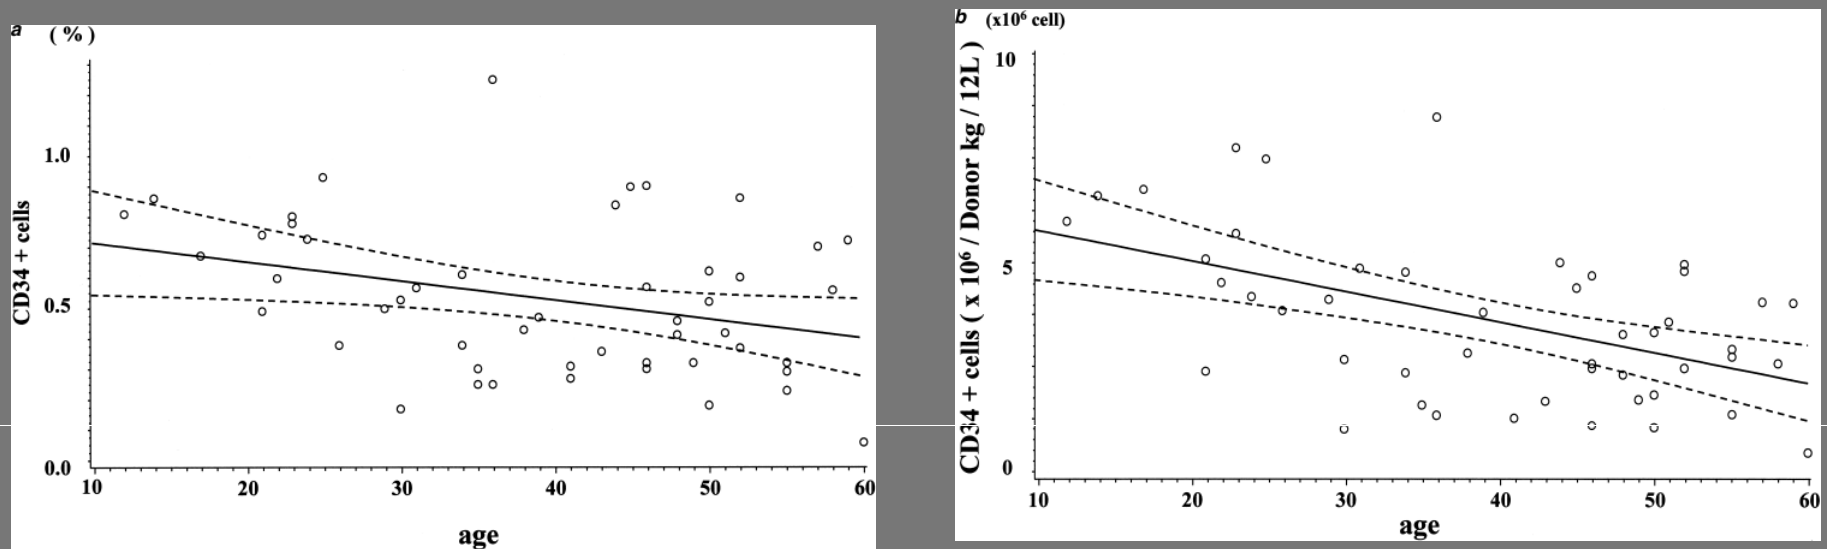 a
( % )
CD34 + cells
1.0
0.5
0.0
10 20 30 40 50 60
age
b
(x10⁶ cell)
CD34 + cells ( x 10⁶ / Donor kg / 12L )
10
5
0
10 20 30 40 50 60
age